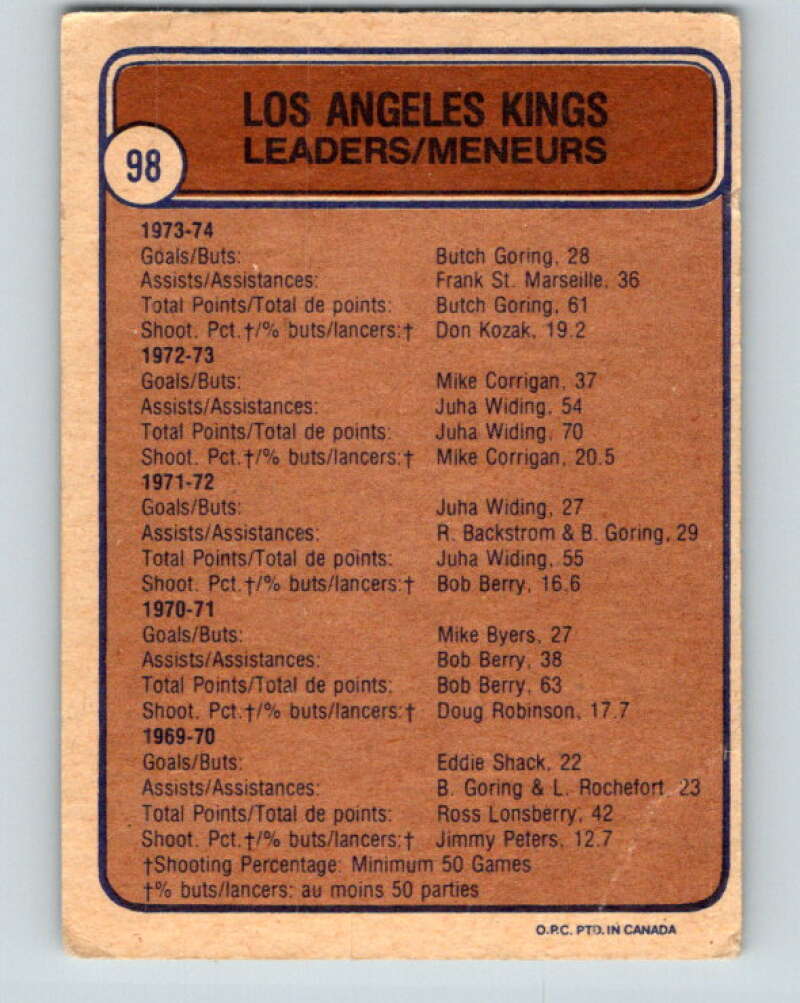 LOS ANGELES KINGS
LEADERS/MENEURS
98
1973-74
Goals/Buts: Butch Goring, 28
Assists/Assistances: Frank St. Marseille, 36
Total Points/Total de points: Butch Goring, 61
Shoot. Pct.†/% buts/lancers:† Don Kozak, 19.2
1972-73
Goals/Buts: Mike Corrigan, 37
Assists/Assistances: Juha Widing, 54
Total Points/Total de points: Juha Widing, 70
Shoot. Pct.†/% buts/lancers:† Mike Corrigan, 20.5
1971-72
Goals/Buts: Juha Widing, 27
Assists/Assistances: R. Backstrom & B. Goring, 29
Total Points/Total de points: Juha Widing, 55
Shoot. Pct.†/% buts/lancers:† Bob Berry, 16.6
1970-71
Goals/Buts: Mike Byers, 27
Assists/Assistances: Bob Berry, 38
Total Points/Total de points: Bob Berry, 63
Shoot. Pct.†/% buts/lancers:† Doug Robinson, 17.7
1969-70
Goals/Buts: Eddie Shack, 22
Assists/Assistances: B. Goring & L. Rochefort, 23
Total Points/Total de points: Ross Lonsberry, 42
Shoot. Pct.†/% buts/lancers:† Jimmy Peters, 12.7
†Shooting Percentage: Minimum 50 Games
†% buts/lancers: au moins 50 parties
O.P.C. PTD. IN CANADA